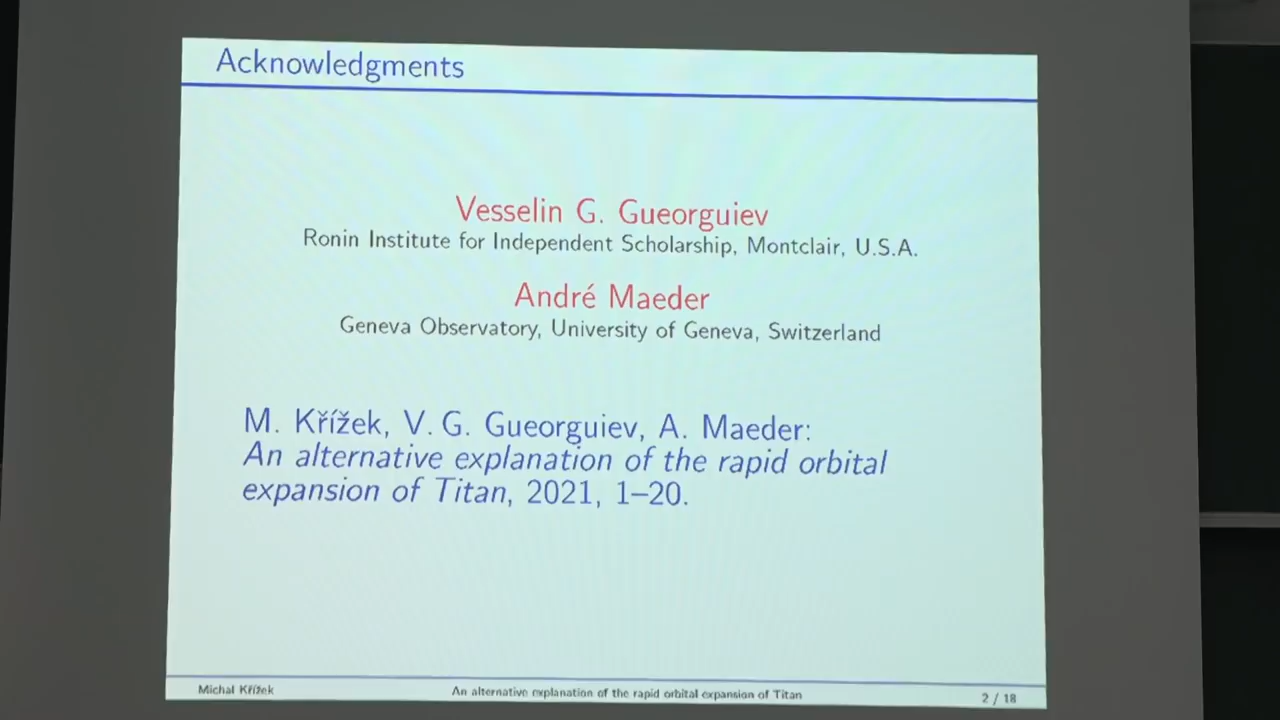 Acknowledgments
Vesselin G. Gueorguiev
Ronin Institute for Independent Scholarship, Montclair, U.S.A.
André Maeder
Geneva Observatory, University of Geneva, Switzerland
M. Křížek, V. G. Gueorguiev, A. Maeder:
An alternative explanation of the rapid orbital
expansion of Titan, 2021, 1–20.
Michal Křížek An alternative explanation of the rapid orbital expansion of Titan 2 / 18